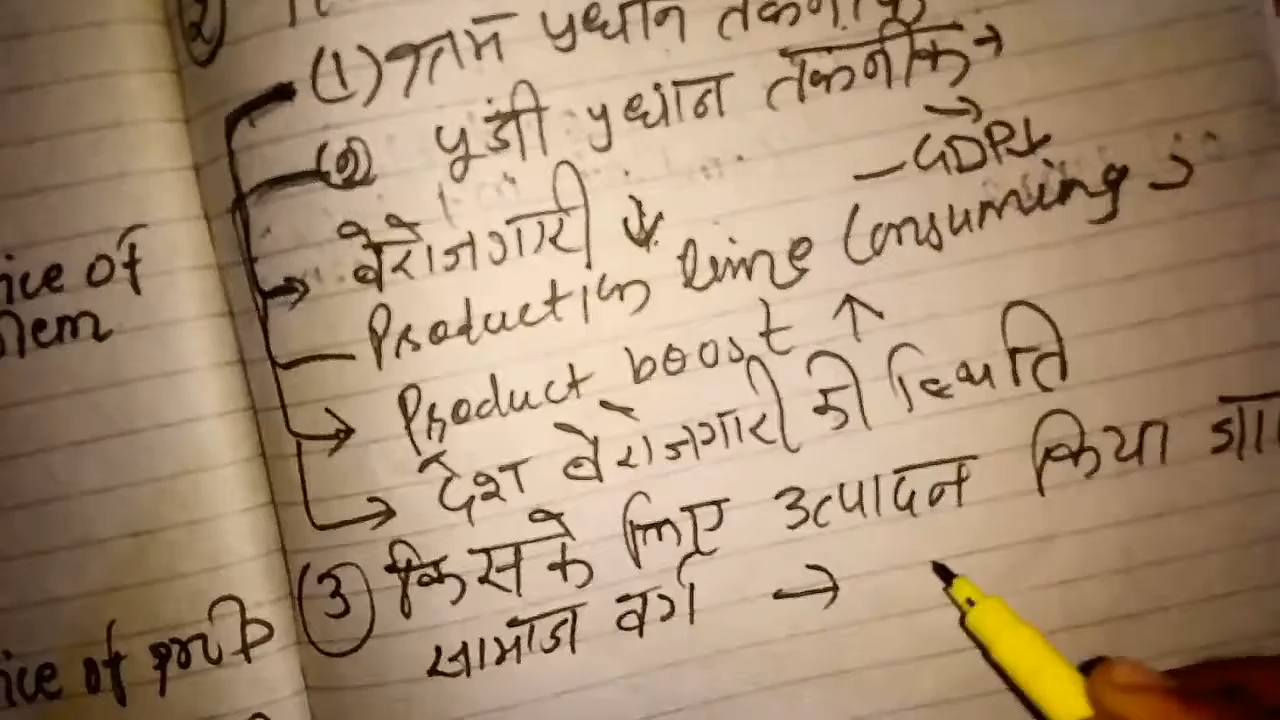 (2)
(1) श्रम प्रधान तकनीक
(2) पूंजी प्रधान तकनीक →
→
– GDP↓
बेरोजगारी ↓
Production time Consuming
Product boost ↑
देश बेरोजगारी की स्थिति
(3) किसके लिए उत्पादन किया जा
सामाज वर्ग →
ice of
lem
ice of